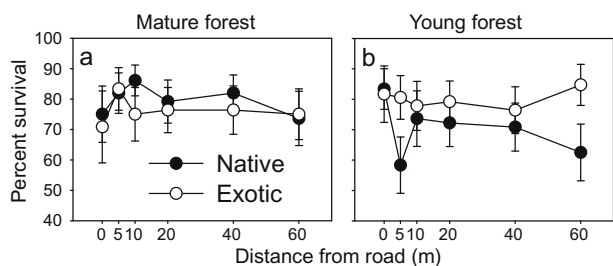 Mature forest Young forest
Percent survival
100
90
80
70
60
50
40
a
b
Native
Exotic
0 5 10 20 40 60
0 5 10 20 40 60
Distance from road (m)